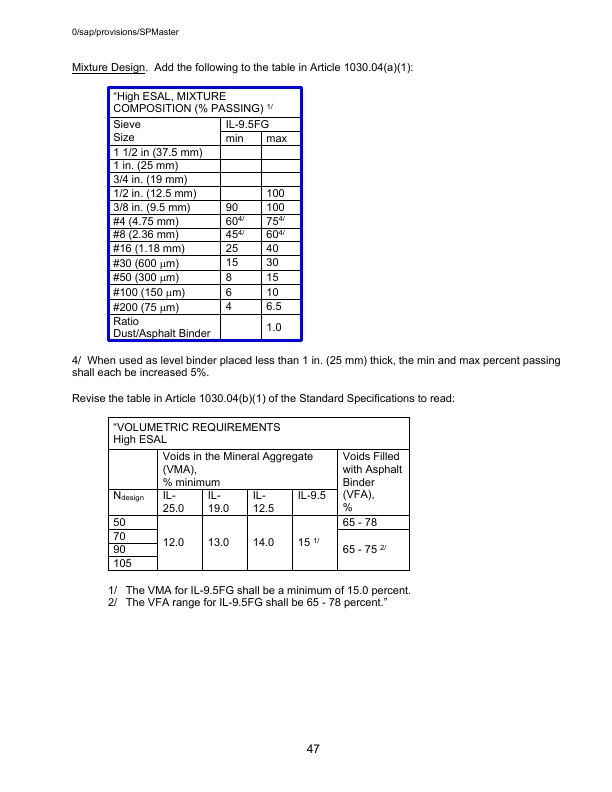 0/sap/provisions/SPMaster
Mixture Design.  Add the following to the table in Article 1030.04(a)(1):
“High ESAL, MIXTURE
COMPOSITION (% PASSING) 1/
Sieve IL-9.5FG
Size min max
1 1/2 in (37.5 mm)
1 in. (25 mm)
3/4 in. (19 mm)
1/2 in. (12.5 mm) 100
3/8 in. (9.5 mm) 90 100
#4 (4.75 mm) 60 4/ 75 4/
#8 (2.36 mm) 45 4/ 60 4/
#16 (1.18 mm) 25 40
#30 (600 μm) 15 30
#50 (300 μm) 8 15
#100 (150 μm) 6 10
#200 (75 μm) 4 6.5
Ratio
Dust/Asphalt Binder 1.0
4/  When used as level binder placed less than 1 in. (25 mm) thick, the min and max percent passing
shall each be increased 5%.
Revise the table in Article 1030.04(b)(1) of the Standard Specifications to read:
“VOLUMETRIC REQUIREMENTS
High ESAL
Voids in the Mineral Aggregate
(VMA),
% minimum
Voids Filled
with Asphalt
Binder
(VFA),
%
Ndesign IL-25.0 IL-19.0 IL-12.5 IL-9.5
50 65 - 78
70
12.0 13.0 14.0 15 1/
90 65 - 75 2/
105
1/   The VMA for IL-9.5FG shall be a minimum of 15.0 percent.
2/   The VFA range for IL-9.5FG shall be 65 - 78 percent.”
47